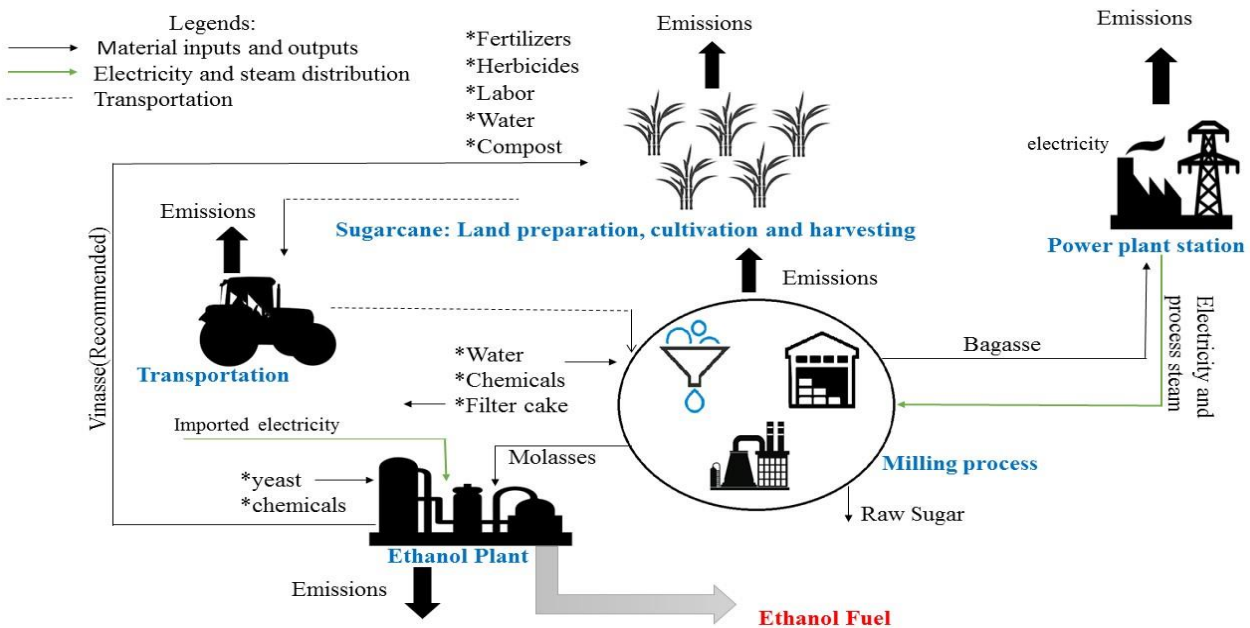 Legends:
Material inputs and outputs
Electricity and steam distribution
Transportation
*Fertilizers
*Herbicides
*Labor
*Water
*Compost
Emissions
Emissions
electricity
Emissions
Sugarcane: Land preparation, cultivation and harvesting
Power plant station
Emissions
Vinasse(Recommended)
Transportation
*Water
*Chemicals
*Filter cake
Bagasse
Electricity and
process steam
Imported electricity
Molasses
Milling process
*yeast
*chemicals
Raw Sugar
Ethanol Plant
Emissions
Ethanol Fuel